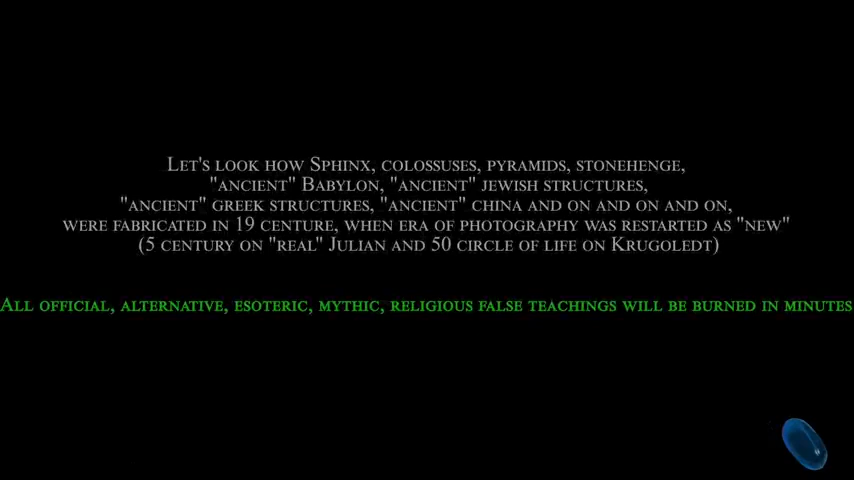 Let's look how Sphinx, colossuses, pyramids, stonehenge,
"ancient" Babylon, "ancient" jewish structures,
"ancient" greek structures, "ancient" china and on and on and on,
were fabricated in 19 centure, when era of photography was restarted as "new"
(5 century on "real" Julian and 50 circle of life on Krugoledt)
All official, alternative, esoteric, mythic, religious false teachings will be burned in minutes